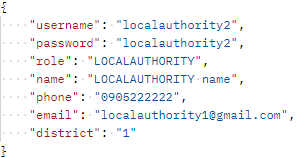 {
"username": "localauthority2",
"password": "localauthority2",
"role": "LOCALAUTHORITY",
"name": "LOCALAUTHORITY name",
"phone": "0905222222",
"email": "localauthority1@gmail.com",
"district": "1"
}